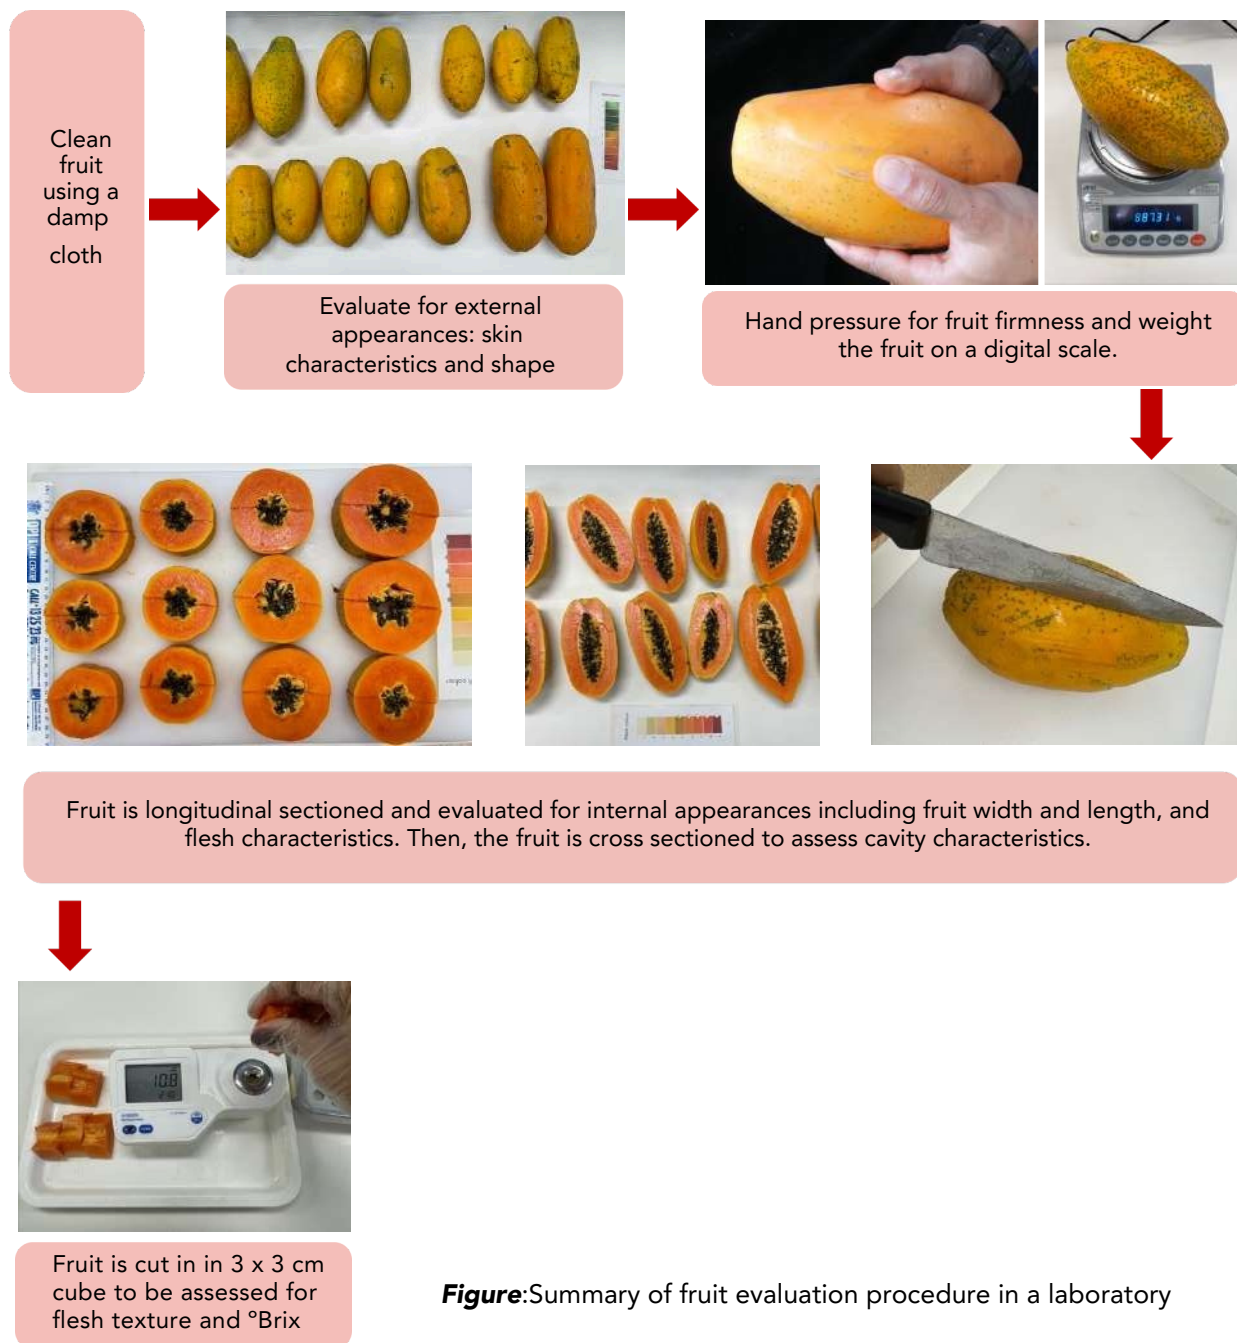 Clean
fruit
using a
damp
cloth
Evaluate for external
appearances: skin
characteristics and shape
Hand pressure for fruit firmness and weight
the fruit on a digital scale.
Fruit is longitudinal sectioned and evaluated for internal appearances including fruit width and length, and
flesh characteristics. Then, the fruit is cross sectioned to assess cavity characteristics.
10.8
Fruit is cut in in 3 x 3 cm
cube to be assessed for
flesh texture and ºBrix
Figure:Summary of fruit evaluation procedure in a laboratory